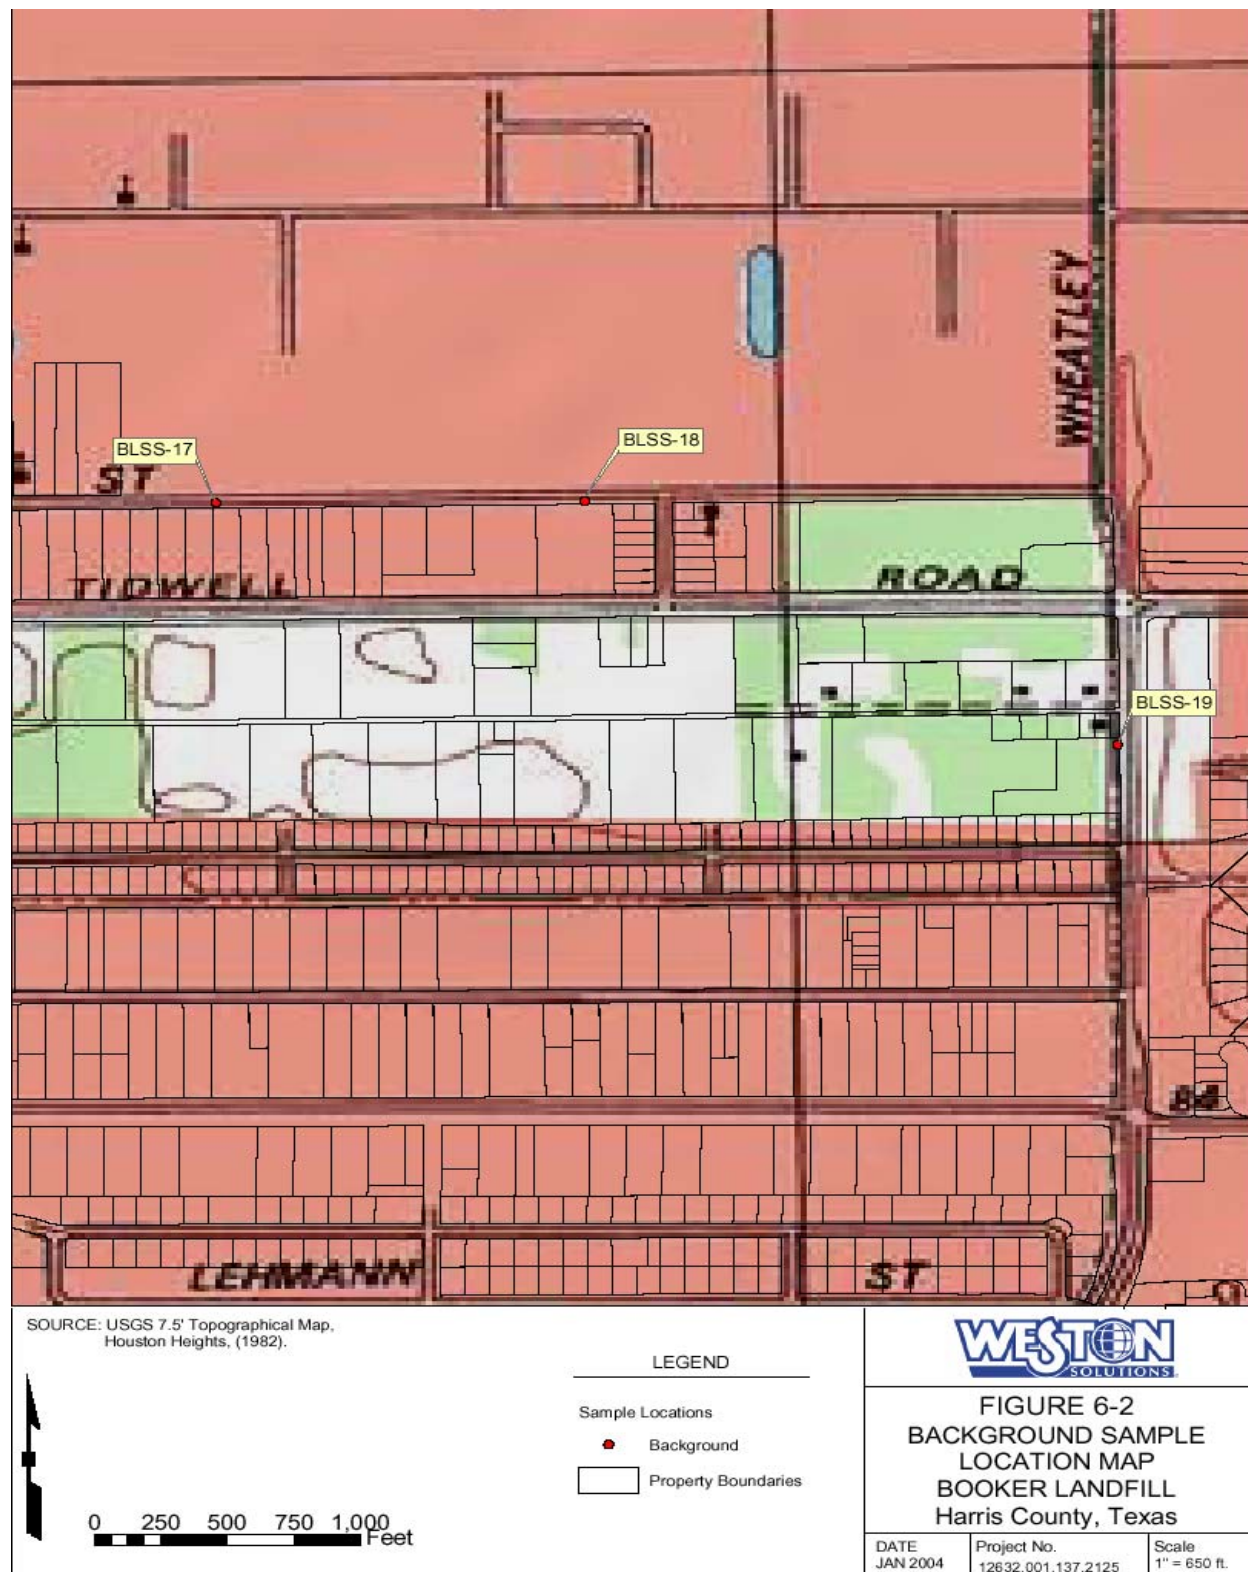 WHEATLEY
BLSS-17
BLSS-18
ST
TIDWELL
ROAD
BLSS-19
84
LEHMANN
ST
SOURCE: USGS 7.5' Topographical Map,
Houston Heights, (1982).
0 250 500 750 1,000
Feet
LEGEND
Sample Locations
Background
Property Boundaries
WESTON
SOLUTIONS
FIGURE 6-2
BACKGROUND SAMPLE
LOCATION MAP
BOOKER LANDFILL
Harris County, Texas
DATE
JAN 2004
Project No.
12632.001.137.2125
Scale
1" = 650 ft.